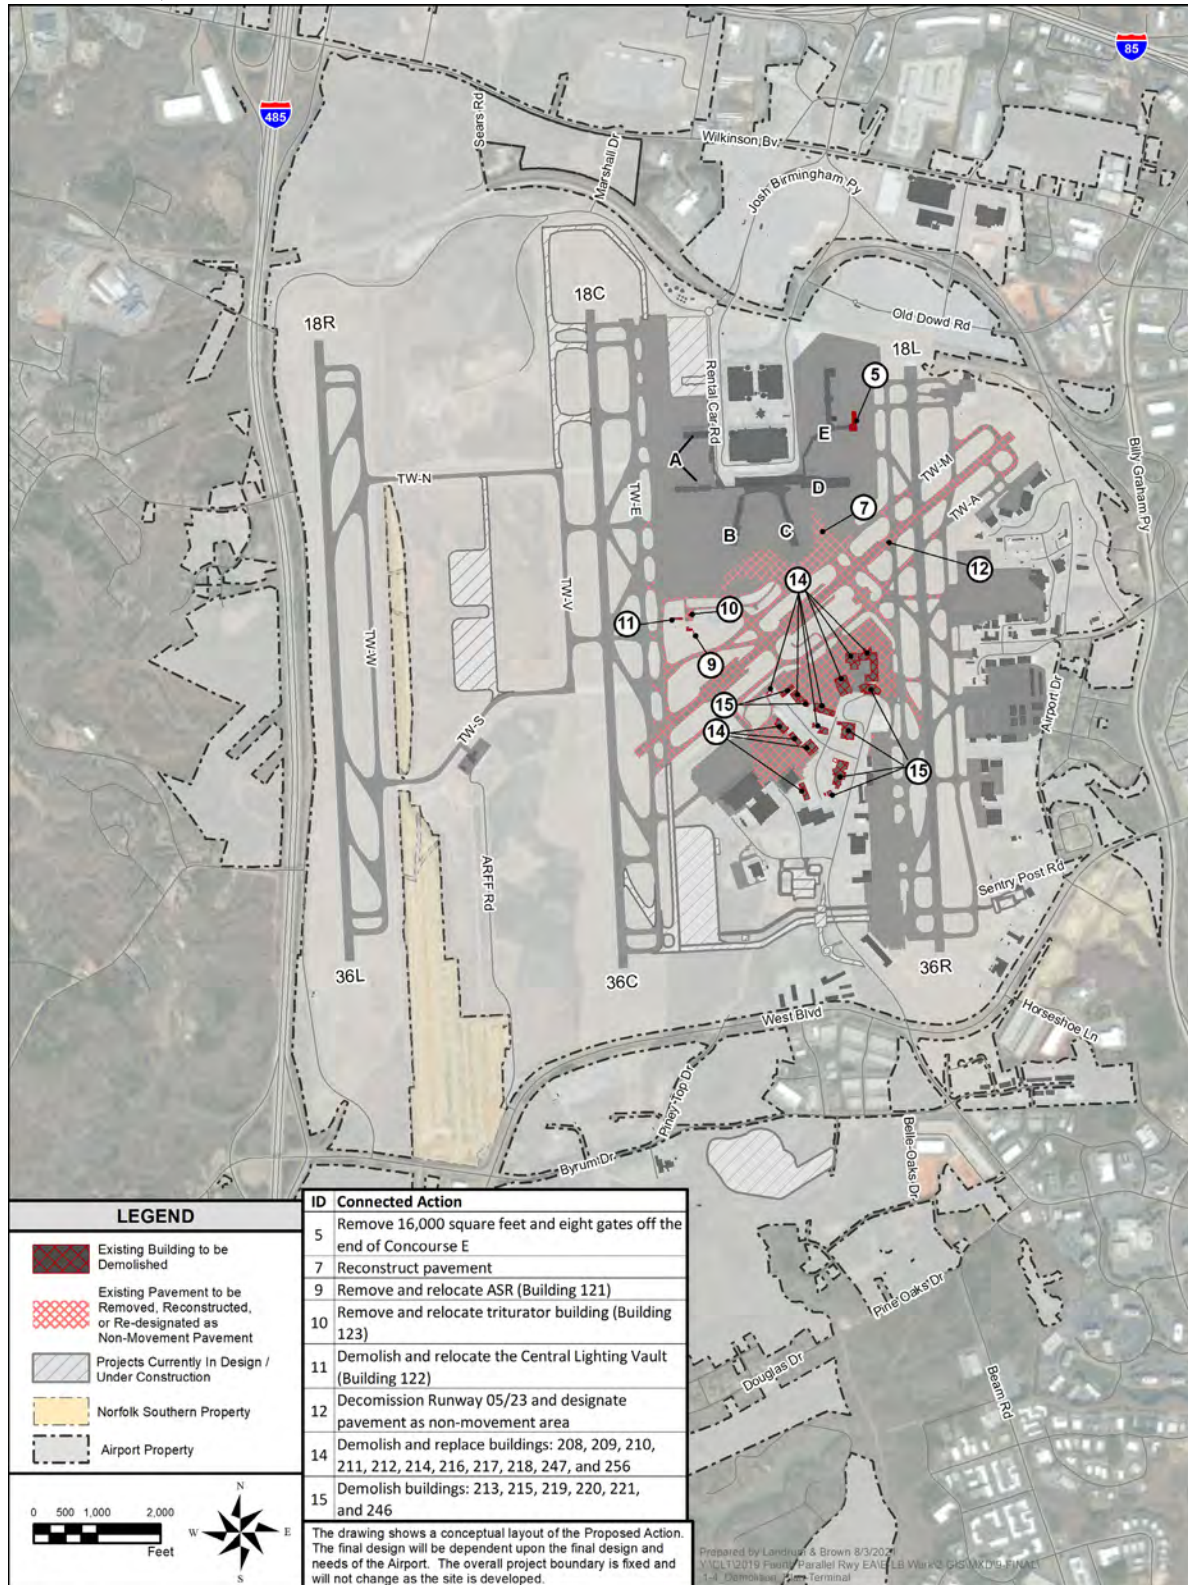 85
485
Sears Rd
Marshall Dr
Wilkinson Bv
Josh Birmingham Py
Old Dowd Rd
Billy Graham Py
18R
18C
18L
Rental Car Rd
5
E
A
TW-M
TW-A
TW-N
TW-E
D
B
C
7
12
14
TW-V
TW-W
11
10
9
15
14
15
TW-S
Airport Dr
ARFF Rd
Sentry Post Rd
36L
36C
36R
West Blvd
Horseshoe Ln
Piney Top Dr
Byrum Dr
Belle Oaks Dr
Pine Oaks Dr
Douglas Dr
Beam Rd
LEGEND
Existing Building to be
Demolished
Existing Pavement to be
Removed, Reconstructed,
or Re-designated as
Non-Movement Pavement
Projects Currently In Design /
Under Construction
Norfolk Southern Property
Airport Property
0 500 1,000 2,000
Feet
N
W E
S
ID Connected Action
5 Remove 16,000 square feet and eight gates off the
end of Concourse E
7 Reconstruct pavement
9 Remove and relocate ASR (Building 121)
10 Remove and relocate triturator building (Building
123)
11 Demolish and relocate the Central Lighting Vault
(Building 122)
12 Decomission Runway 05/23 and designate
pavement as non-movement area
14 Demolish and replace buildings: 208, 209, 210,
211, 212, 214, 216, 217, 218, 247, and 256
15 Demolish buildings: 213, 215, 219, 220, 221,
and 246
The drawing shows a conceptual layout of the Proposed Action.
The final design will be dependent upon the final design and
needs of the Airport. The overall project boundary is fixed and
will not change as the site is developed.
Prepared by Landrum & Brown 8/3/2021